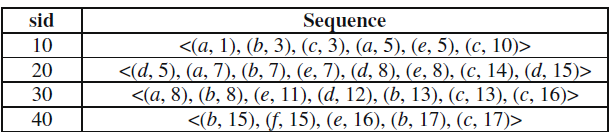 sid Sequence
10 <(a, 1), (b, 3), (c, 3), (a, 5), (e, 5), (c, 10)>
20 <(d, 5), (a, 7), (b, 7), (e, 7), (d, 8), (e, 8), (c, 14), (d, 15)>
30 <(a, 8), (b, 8), (e, 11), (d, 12), (b, 13), (c, 13), (c, 16)>
40 <(b, 15), (f, 15), (e, 16), (b, 17), (c, 17)>